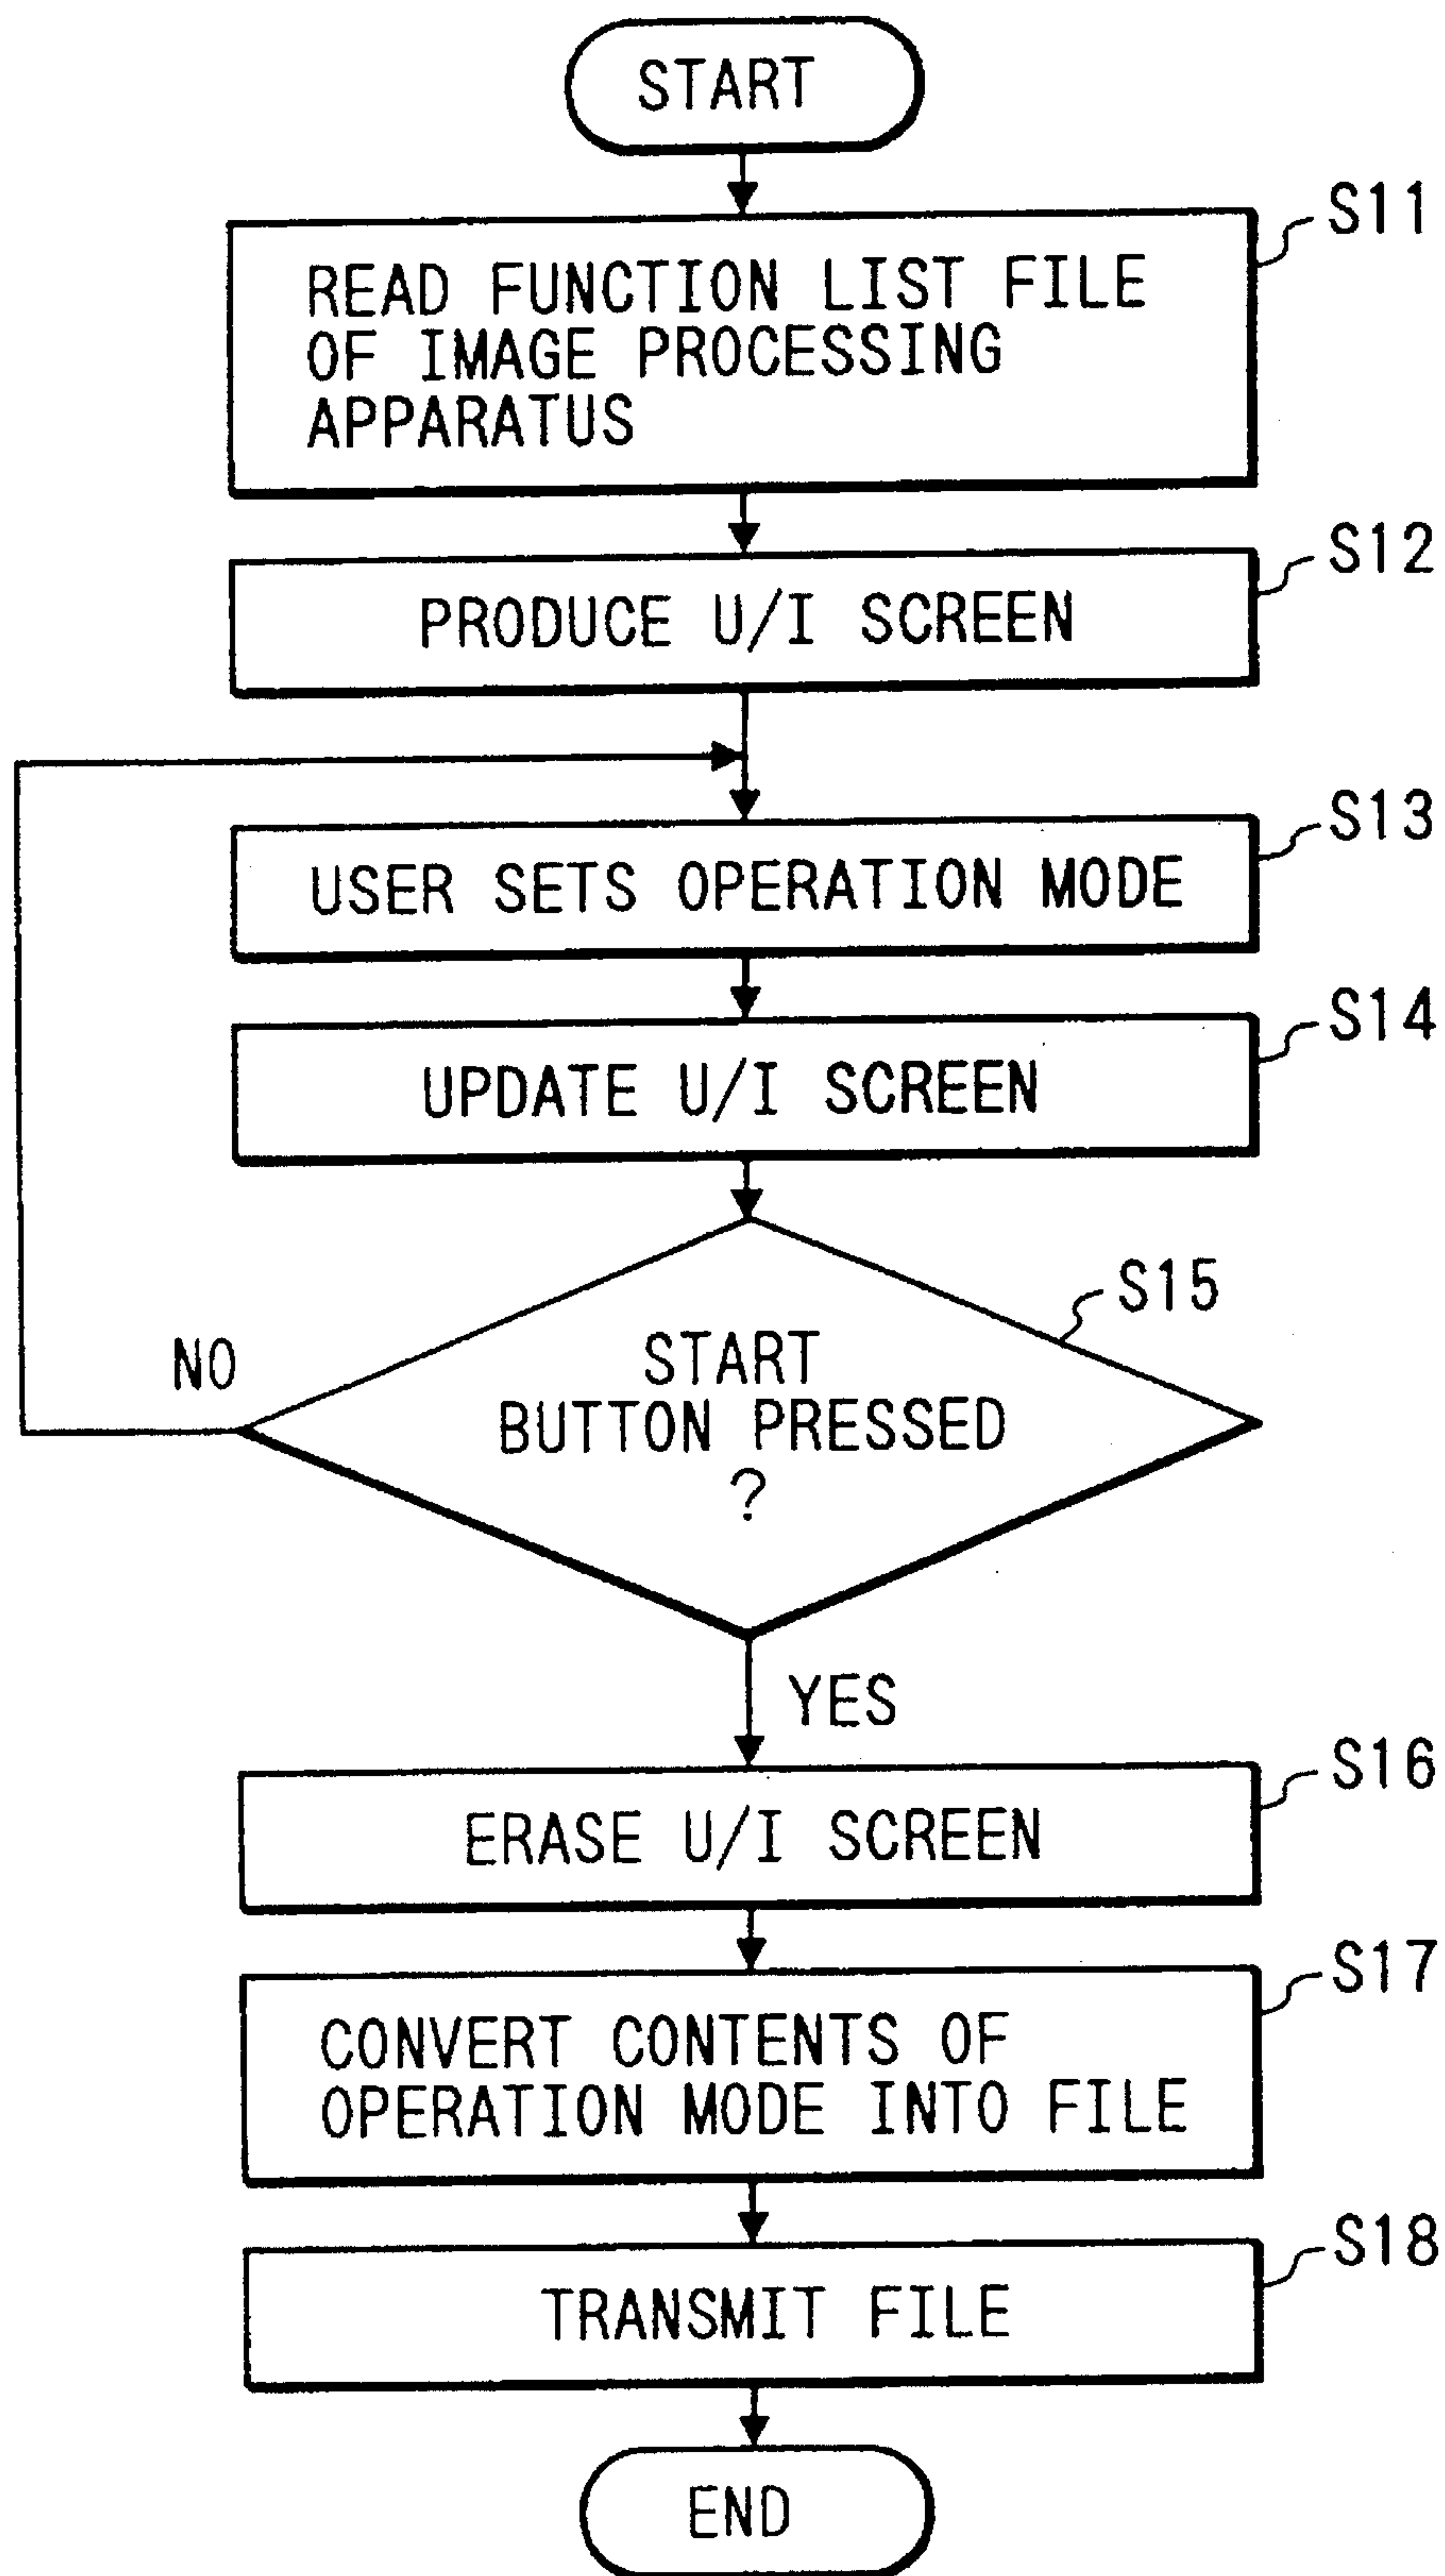 START
S11
READ FUNCTION LIST FILE
OF IMAGE PROCESSING
APPARATUS
S12
PRODUCE U/I SCREEN
S13
USER SETS OPERATION MODE
S14
UPDATE U/I SCREEN
S15
NO
START
BUTTON PRESSED
?
YES
S16
ERASE U/I SCREEN
S17
CONVERT CONTENTS OF
OPERATION MODE INTO FILE
S18
TRANSMIT FILE
END